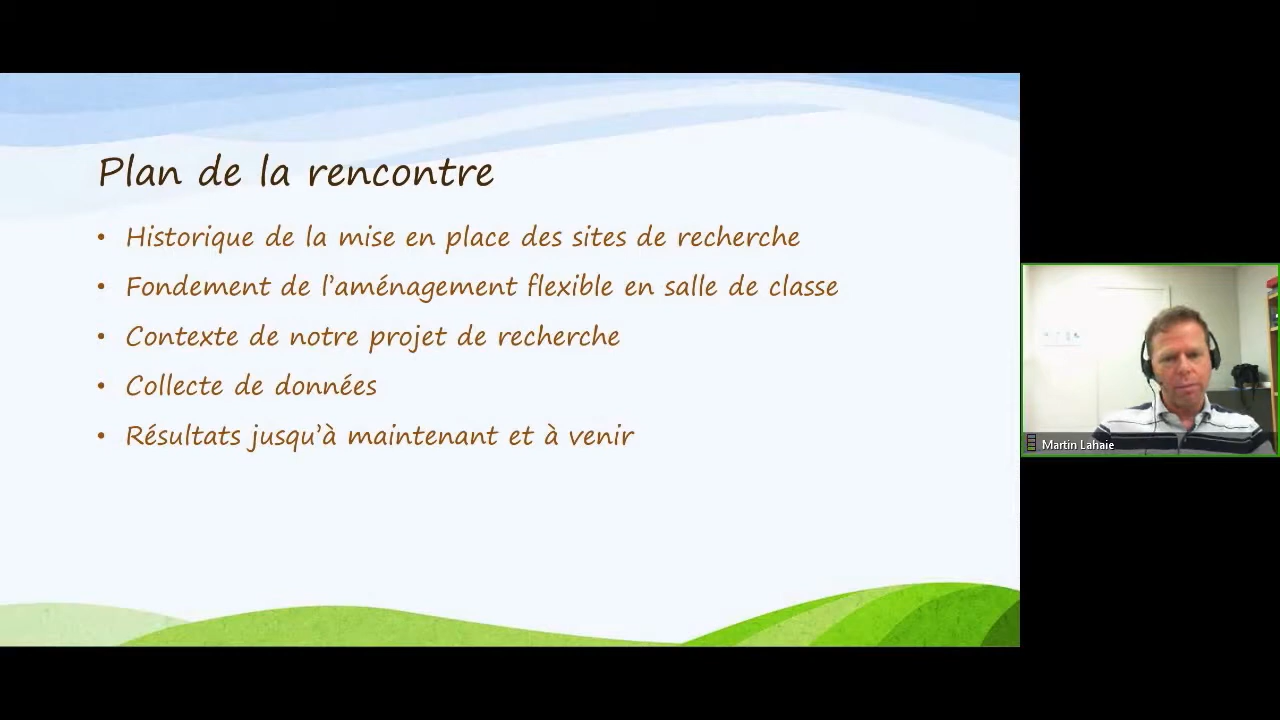 Plan de la rencontre
• Historique de la mise en place des sites de recherche
• Fondement de l'aménagement flexible en salle de classe
• Contexte de notre projet de recherche
• Collecte de données
• Résultats jusqu'à maintenant et à venir
Martin Lahaie